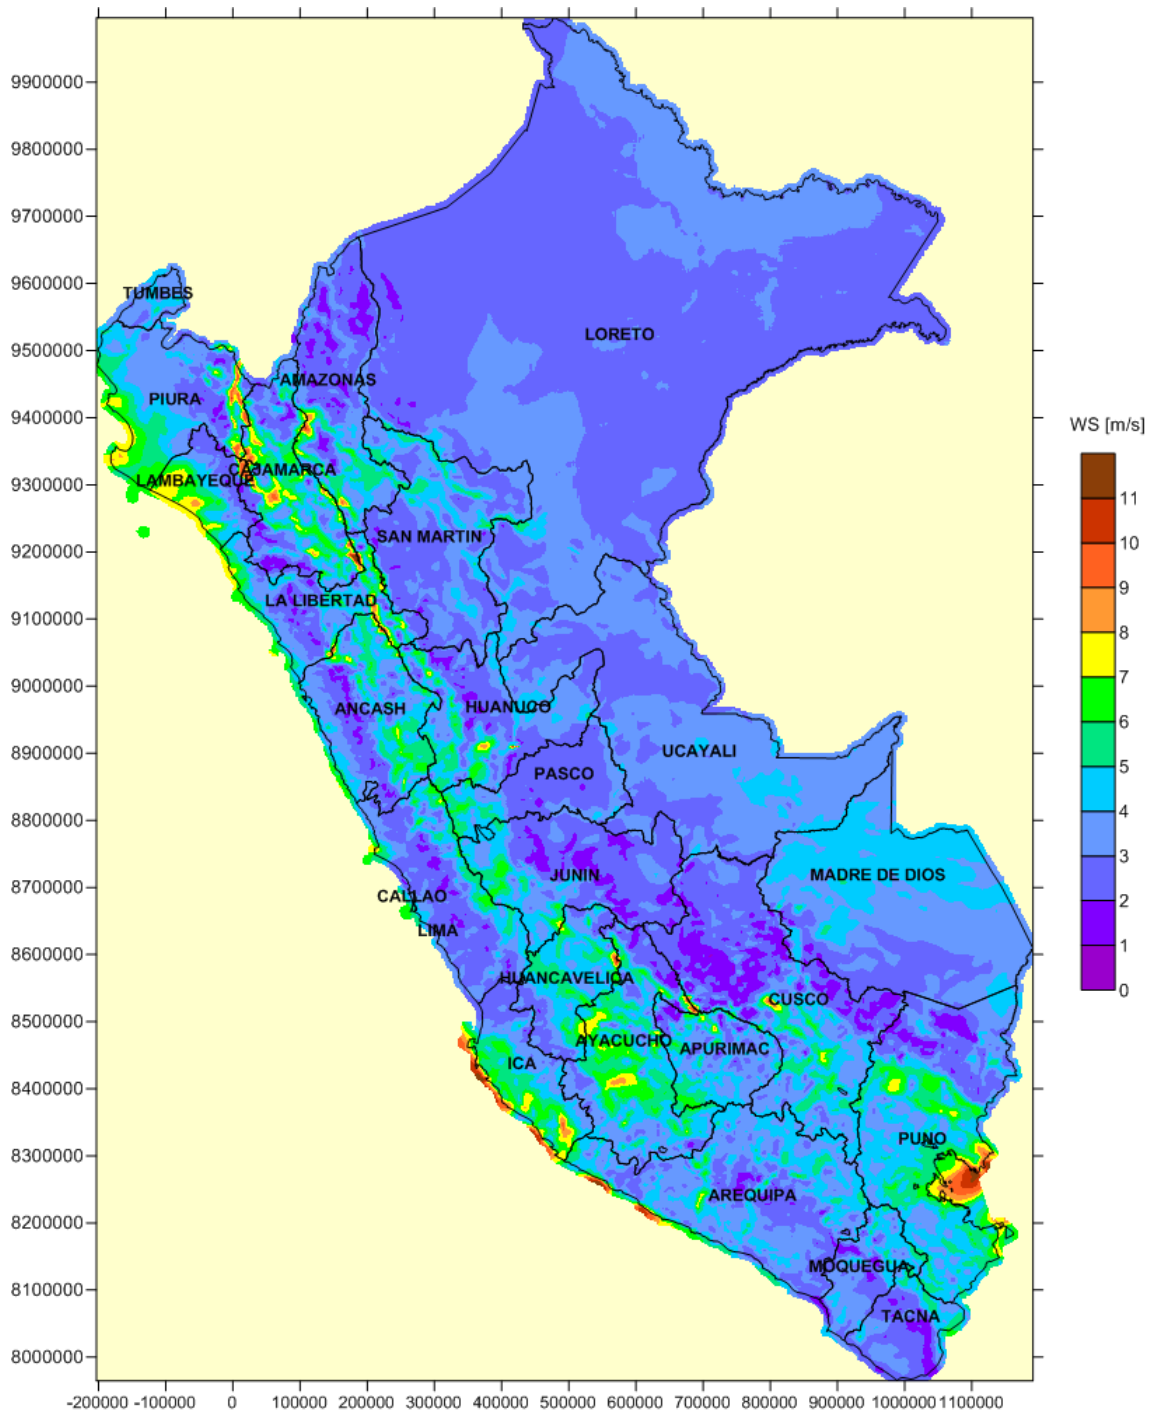 9900000
9800000
9700000
9600000
9500000
9400000
9300000
9200000
9100000
9000000
8900000
8800000
8700000
8600000
8500000
8400000
8300000
8200000
8100000
8000000
TUMBES
LORETO
AMAZONAS
PIURA
CAJAMARCA
LAMBAYEQUE
SAN MARTIN
LA LIBERTAD
ANCASH
HUANUCO
UCAYALI
PASCO
JUNIN
MADRE DE DIOS
CALLAO
LIMA
HUANCAVELICA
CUSCO
AYACUCHO
APURIMAC
ICA
PUNO
AREQUIPA
MOQUEGUA
TACNA
-200000 -100000 0 100000 200000 300000 400000 500000 600000 700000 800000 900000 1000000 1100000
WS [m/s]
11
10
9
8
7
6
5
4
3
2
1
0